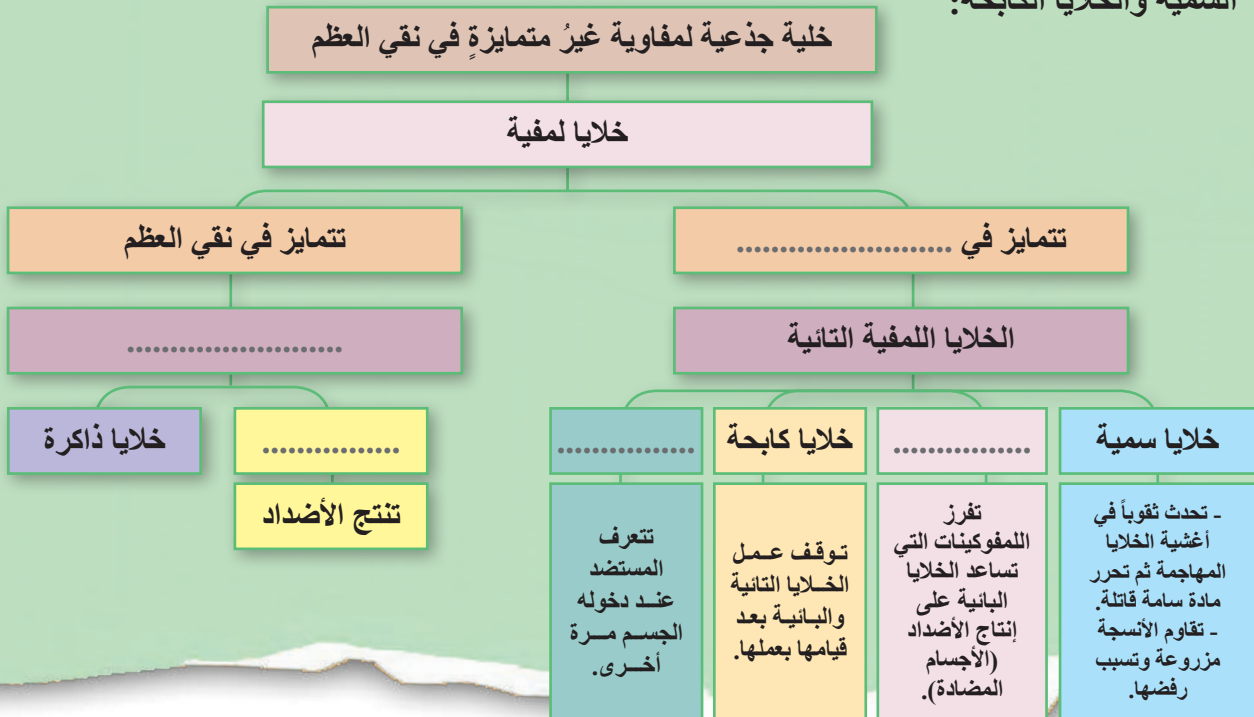 السمية والخلايا الكابحة:
خلية جذعية لمفاوية غيرُ متمايزةٍ في نقي العظم
خلايا لمفية
تتمايز في .........................
تتمايز في نقي العظم
الخلايا اللمفية التائية
.........................
خلايا سمية
................
خلايا كابحة
................
................
خلايا ذاكرة
- تحدث ثقوباً في
أغشية الخلايا
المهاجمة ثم تحرر
مادة سامة قاتلة.
- تقاوم الأنسجة
مزروعة وتسبب
رفضها.
تفرز
اللمفوكينات التي
تساعد الخلايا
البائية على
إنتاج الأضداد
(الأجسام
المضادة).
توقف عمل
الخلايا التائية
والبائية بعد
قيامها بعملها.
تتعرف
المستضد
عند دخوله
الجسم مرة
أخرى.
تنتج الأضداد